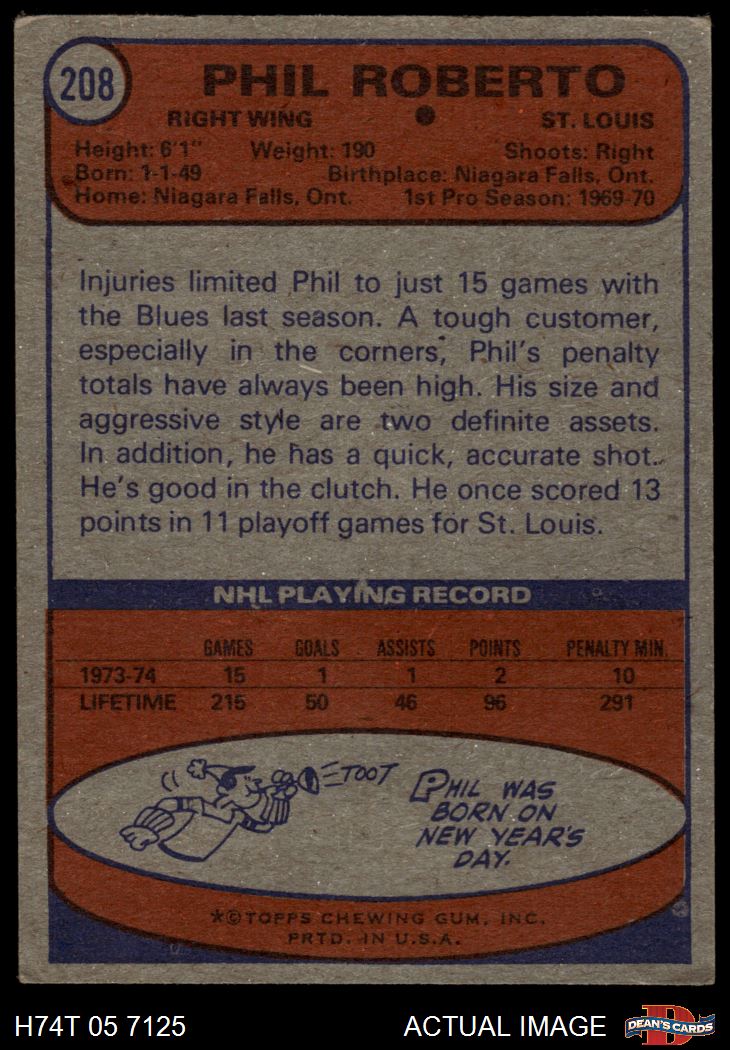 208
PHIL ROBERTO
RIGHT WING ● ST. LOUIS
Height: 6'1" Weight: 190 Shoots: Right
Born: 1-1-49 Birthplace: Niagara Falls, Ont.
Home: Niagara Falls, Ont. 1st Pro Season: 1969-70
Injuries limited Phil to just 15 games with
the Blues last season. A tough customer,
especially in the corners, Phil's penalty
totals have always been high. His size and
aggressive style are two definite assets.
In addition, he has a quick, accurate shot.
He's good in the clutch. He once scored 13
points in 11 playoff games for St. Louis.
NHL PLAYING RECORD
GAMES GOALS ASSISTS POINTS PENALTY MIN.
1973-74 15 1 1 2 10
LIFETIME 215 50 46 96 291
TOOT
PHIL WAS
BORN ON
NEW YEAR'S
DAY.
*©TOPPS CHEWING GUM, INC.
PRTD. IN U.S.A.
H74T 05 7125 ACTUAL IMAGE DEAN'S CARDS